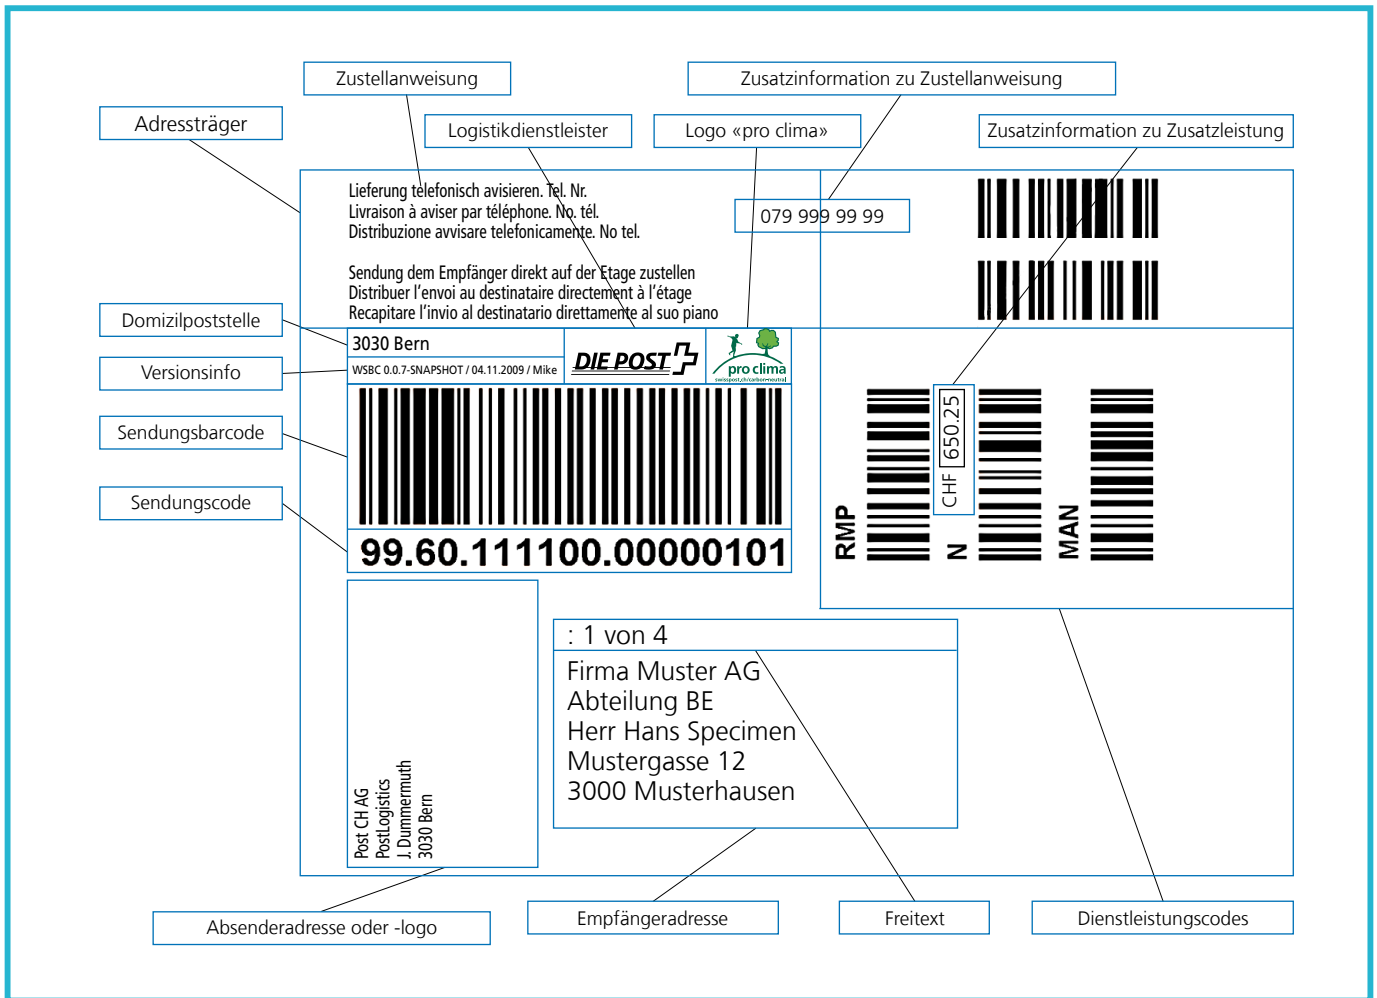 Zustellanweisung
Zusatzinformation zu Zustellanweisung
Adressträger
Logistikdienstleister
Logo «pro clima»
Zusatzinformation zu Zusatzleistung
Lieferung telefonisch avisieren. Tel. Nr.
Livraison à aviser par téléphone. No. tél.
Distribuzione avvisare telefonicamente. No tel.
079 999 99 99
Sendung dem Empfänger direkt auf der Etage zustellen
Distribuer l'envoi au destinataire directement à l'étage
Recapitare l'invio al destinatario direttamente al suo piano
Domizilpoststelle
3030 Bern
Versionsinfo
WSBC 0.0.7-SNAPSHOT / 04.11.2009 / Mike
DIE POST
pro clima
swisspost.ch/carbon-neutral
Sendungsbarcode
Sendungscode
99.60.111100.00000101
RMP
CHF 650.25
N
MAN
: 1 von 4
Firma Muster AG
Abteilung BE
Herr Hans Specimen
Mustergasse 12
3000 Musterhausen
Post CH AG
PostLogistics
J. Dummermuth
3030 Bern
Absenderadresse oder -logo
Empfängeradresse
Freitext
Dienstleistungscodes